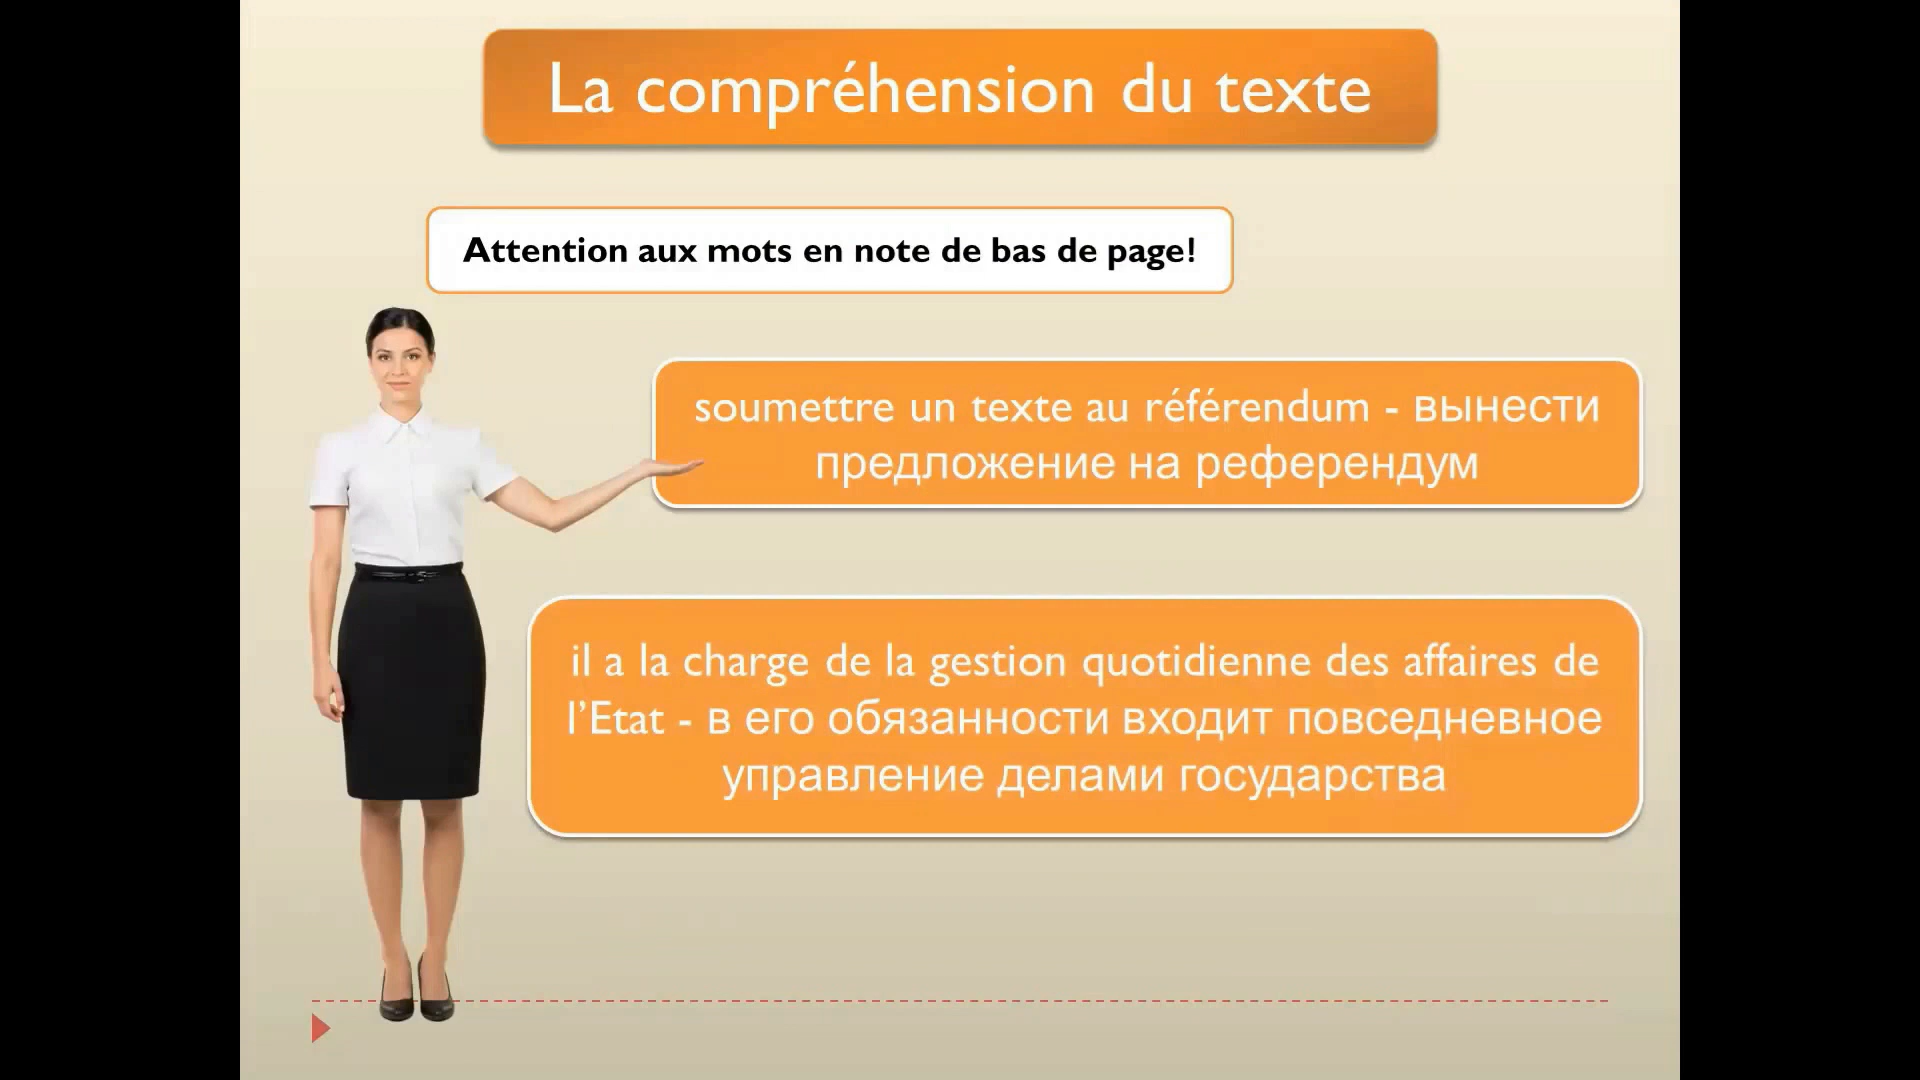 La compréhension du texte
Attention aux mots en note de bas de page!
soumettre un texte au référendum - вынести
предложение на референдум
il a la charge de la gestion quotidienne des affaires de
l’Etat - в его обязанности входит повседневное
управление делами государства